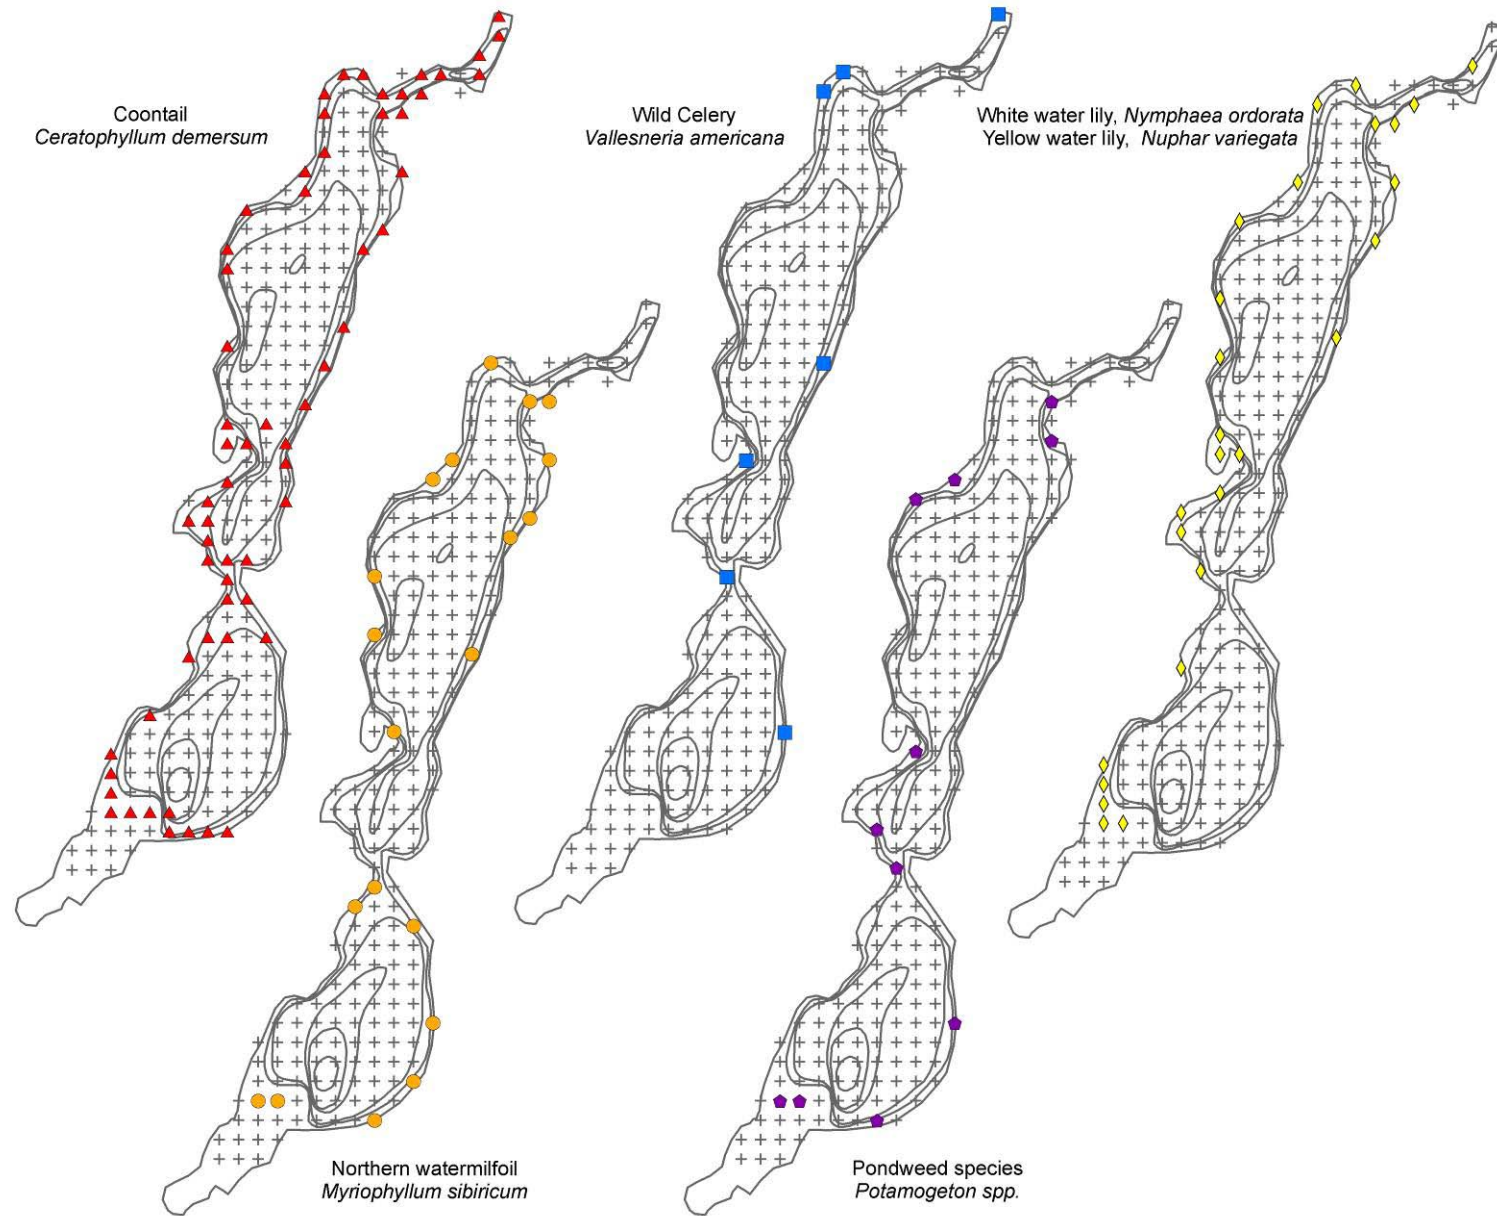 Coontail
Ceratophyllum demersum
Wild Celery
Vallesneria americana
White water lily, Nymphaea ordorata
Yellow water lily, Nuphar variegata
Northern watermilfoil
Myriophyllum sibiricum
Pondweed species
Potamogeton spp.